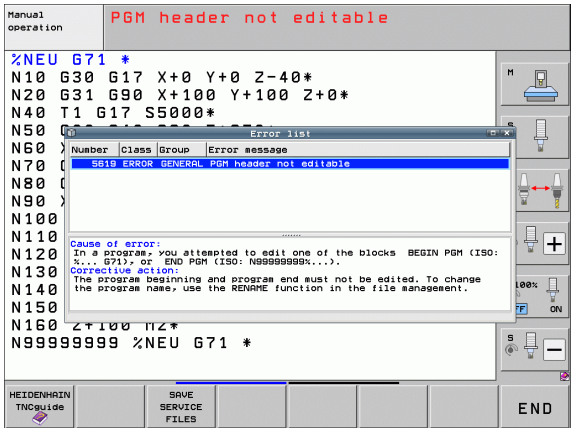 Manual
operation
PGM header not editable
%NEU G71 *
N10 G30 G17 X+0 Y+0 Z-40*
N20 G31 G90 X+100 Y+100 Z+0*
N40 T1 G17 S5000*
N50
N60
N70
N80
N90
N100
N110
N120
N130
N140
N150
N160 Z+100 M2*
N99999999 %NEU G71 *
Error list
Number Class Group Error message
5619 ERROR GENERAL PGM header not editable
Cause of error:
In a program, you attempted to edit one of the blocks BEGIN PGM (ISO:
%... G71), or END PGM (ISO: N99999999%...).
Corrective action:
The program beginning and program end must not be edited. To change
the program name, use the RENAME function in the file management.
M
S
100%
ON
S
HEIDENHAIN
TNCguide
SAVE
SERVICE
FILES
END